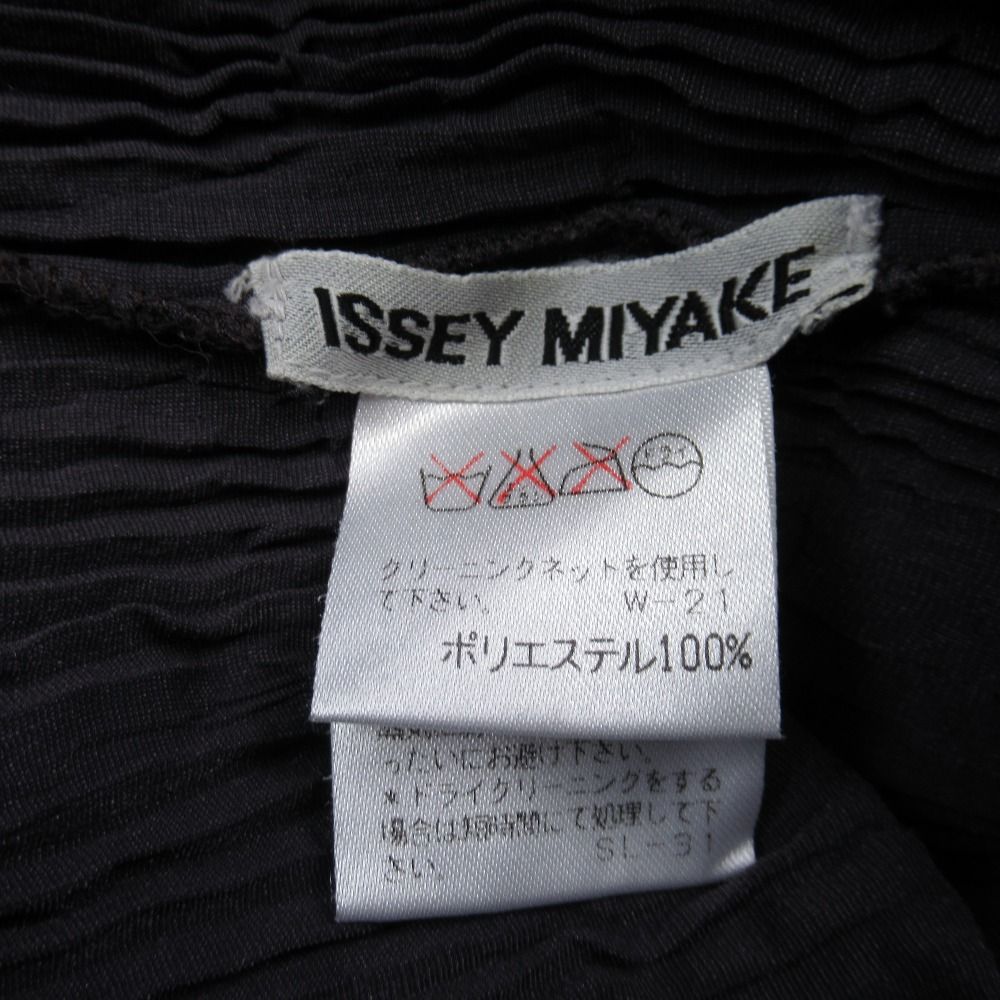 ISSEY MIYAKE
クリーニングネットを使用し
て下さい。 W-21
ポリエステル100%
ったいにお避け下さい。
*ドライクリーニングをする
場合は短時間にて処理して下
さい。 SL-31